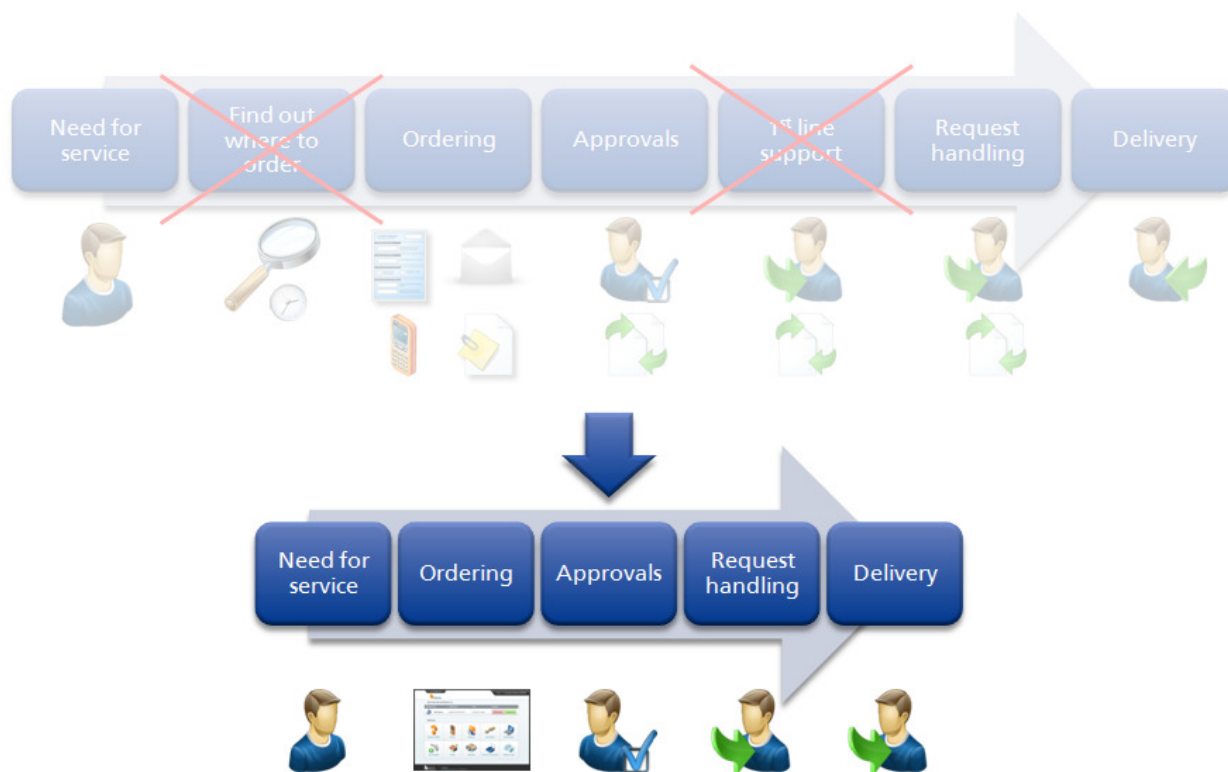 Need for
service
Find out
where to
order
Ordering
Approvals
1st line
support
Request
handling
Delivery
Need for
service
Ordering
Approvals
Request
handling
Delivery